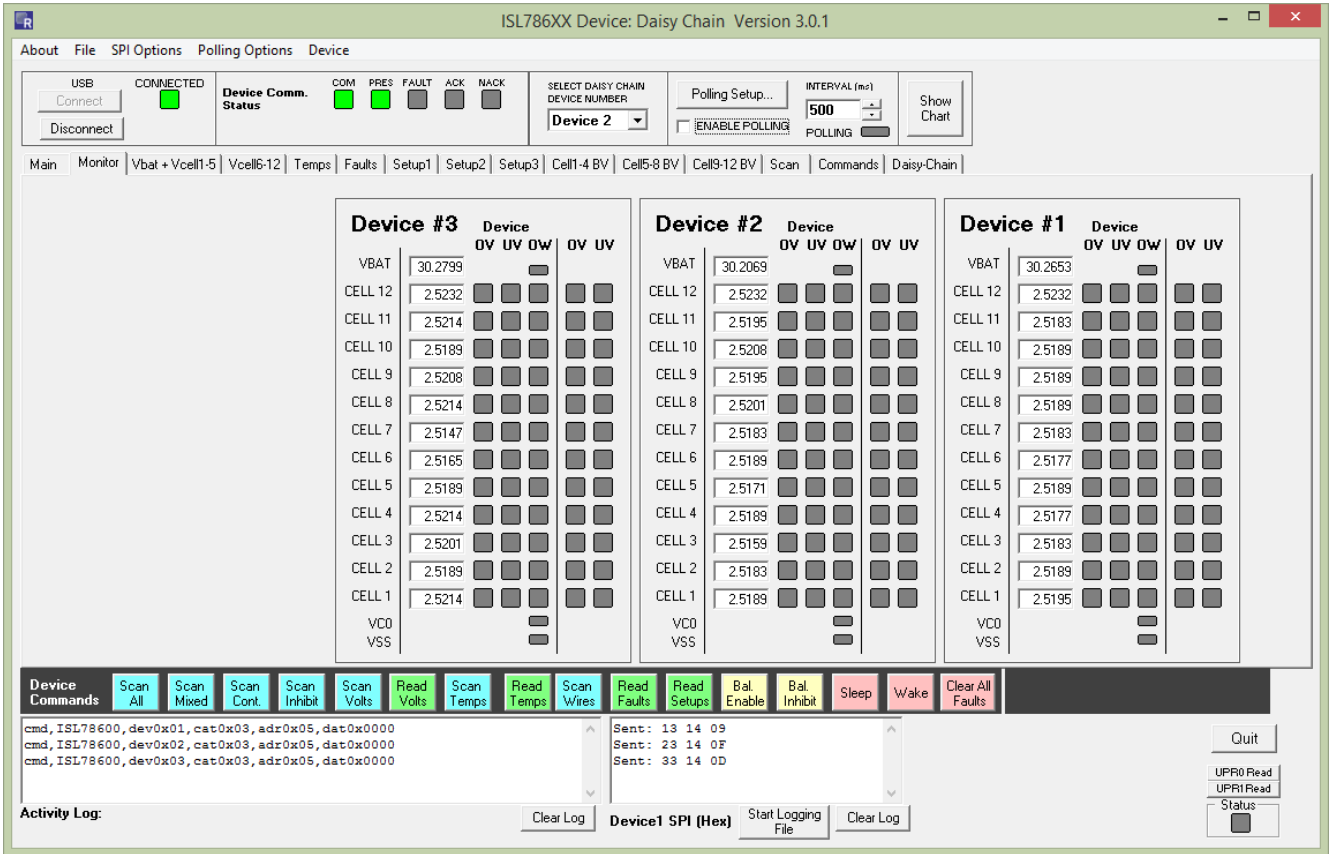 R ISL786XX Device: Daisy Chain Version 3.0.1
About File SPI Options Polling Options Device
USB
Connect
Disconnect
CONNECTED
Device Comm.
Status
COM PRES FAULT ACK NACK
SELECT DAISY CHAIN
DEVICE NUMBER
Device 2
Polling Setup...
ENABLE POLLING
INTERVAL (ms)
500
POLLING
Show
Chart
Main Monitor Vbat + Vcell1-5 Vcell6-12 Temps Faults Setup1 Setup2 Setup3 Cell1-4 BV Cell5-8 BV Cell9-12 BV Scan Commands Daisy-Chain
Device #3 Device
OV UV OW OV UV
VBAT 30.2799
CELL 12 2.5232
CELL 11 2.5214
CELL 10 2.5189
CELL 9 2.5208
CELL 8 2.5214
CELL 7 2.5147
CELL 6 2.5165
CELL 5 2.5189
CELL 4 2.5214
CELL 3 2.5201
CELL 2 2.5189
CELL 1 2.5214
VC0
VSS
Device #2 Device
OV UV OW OV UV
VBAT 30.2069
CELL 12 2.5232
CELL 11 2.5195
CELL 10 2.5208
CELL 9 2.5195
CELL 8 2.5201
CELL 7 2.5183
CELL 6 2.5189
CELL 5 2.5171
CELL 4 2.5189
CELL 3 2.5159
CELL 2 2.5183
CELL 1 2.5189
VC0
VSS
Device #1 Device
OV UV OW OV UV
VBAT 30.2653
CELL 12 2.5232
CELL 11 2.5183
CELL 10 2.5189
CELL 9 2.5189
CELL 8 2.5189
CELL 7 2.5183
CELL 6 2.5177
CELL 5 2.5189
CELL 4 2.5177
CELL 3 2.5183
CELL 2 2.5189
CELL 1 2.5195
VC0
VSS
Device
Commands
Scan
All
Scan
Mixed
Scan
Cont.
Scan
Inhibit
Scan
Volts
Read
Volts
Scan
Temps
Read
Temps
Scan
Wires
Read
Faults
Read
Setups
Bal.
Enable
Bal.
Inhibit
Sleep
Wake
Clear All
Faults
cmd,ISL78600,dev0x01,cat0x03,adr0x05,dat0x0000
cmd,ISL78600,dev0x02,cat0x03,adr0x05,dat0x0000
cmd,ISL78600,dev0x03,cat0x03,adr0x05,dat0x0000
Activity Log:
Clear Log
Sent: 13 14 09
Sent: 23 14 0F
Sent: 33 14 0D
Device1 SPI (Hex)
Start Logging
File
Clear Log
Quit
UPR0 Read
UPR1 Read
Status